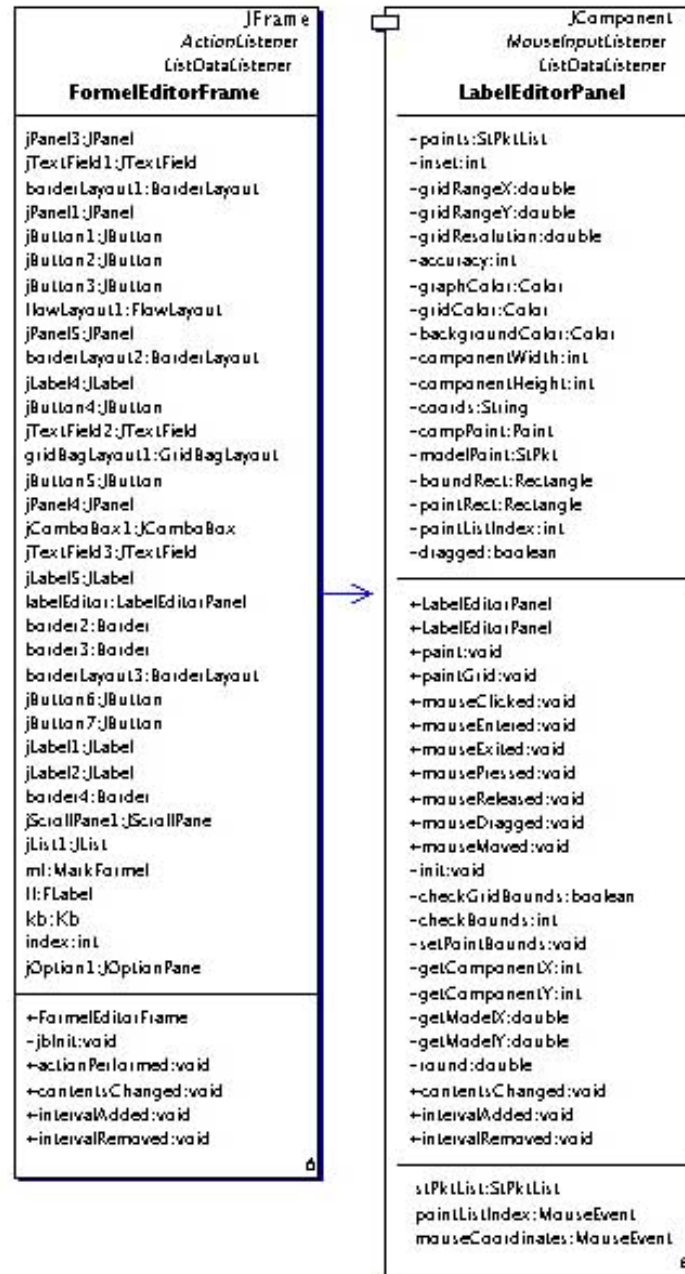 JFrame
ActionListener
ListDataListener
FormelEditorFrame
jPanel3:JPanel
jTextField1:JTextField
borderLayout1:BorderLayout
jPanel1:JPanel
jButton1:JButton
jButton2:JButton
jButton3:JButton
flowLayout1:FlowLayout
jPanel5:JPanel
borderLayout2:BorderLayout
jLabel4:JLabel
jButton4:JButton
jTextField2:JTextField
gridBagLayout1:GridBagLayout
jButton5:JButton
jPanel4:JPanel
jComboBox1:JComboBox
jTextField3:JTextField
jLabel5:JLabel
labelEditor:LabelEditorPanel
border2:Border
border3:Border
borderLayout3:BorderLayout
jButton6:JButton
jButton7:JButton
jLabel1:JLabel
jLabel2:JLabel
border4:Border
jScrollPane1:JScrollPane
jList1:JList
mf:MarkFormel
fl:FLabel
kb:Kb
index:int
jOption1:JOptionPane
+FormelEditorFrame
-jbInit:void
+actionPerformed:void
+contentsChanged:void
+intervalAdded:void
+intervalRemoved:void
6
JComponent
MouseInputListener
ListDataListener
LabelEditorPanel
-points:StPktList
-inset:int
-gridRangeX:double
-gridRangeY:double
-gridResolution:double
-accuracy:int
-graphColor:Color
-gridColor:Color
-backgroundColor:Color
-componentWidth:int
-componentHeight:int
-coords:String
-compPoint:Point
-modelPoint:StPkt
-boundRect:Rectangle
-pointRect:Rectangle
-pointListIndex:int
-dragged:boolean
+LabelEditorPanel
+LabelEditorPanel
+paint:void
+paintGrid:void
+mouseClicked:void
+mouseEntered:void
+mouseExited:void
+mousePressed:void
+mouseReleased:void
+mouseDragged:void
+mouseMoved:void
-init:void
-checkGridBounds:boolean
-checkBounds:int
-setPointBounds:void
-getComponentX:int
-getComponentY:int
-getModelX:double
-getModelY:double
-round:double
+contentsChanged:void
+intervalAdded:void
+intervalRemoved:void
stPktList:StPktList
pointListIndex:MouseEvent
mouseCoordinates:MouseEvent